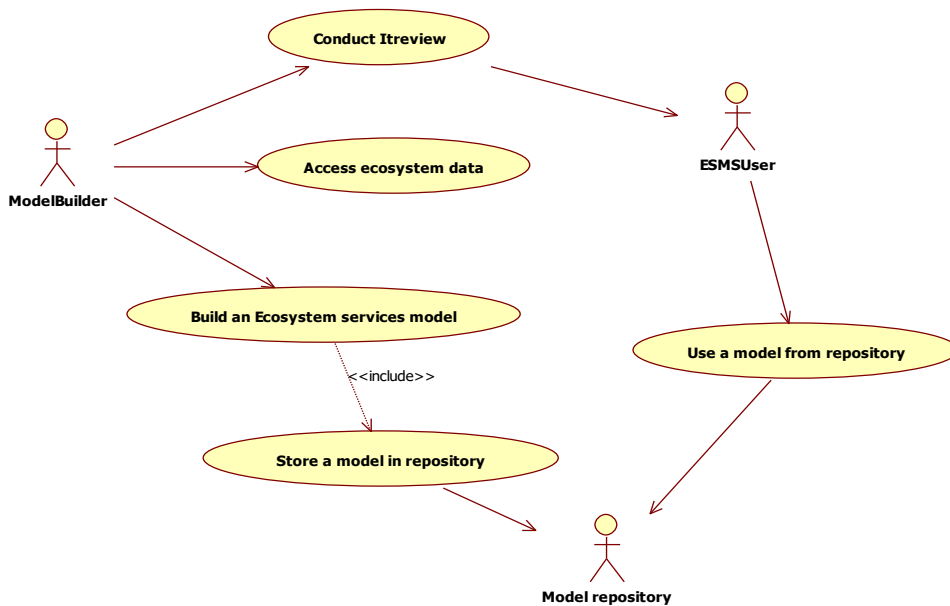 Conduct Itreview
ESMSUser
Access ecosystem data
ModelBuilder
Build an Ecosystem services model
Use a model from repository
<<include>>
Store a model in repository
Model repository